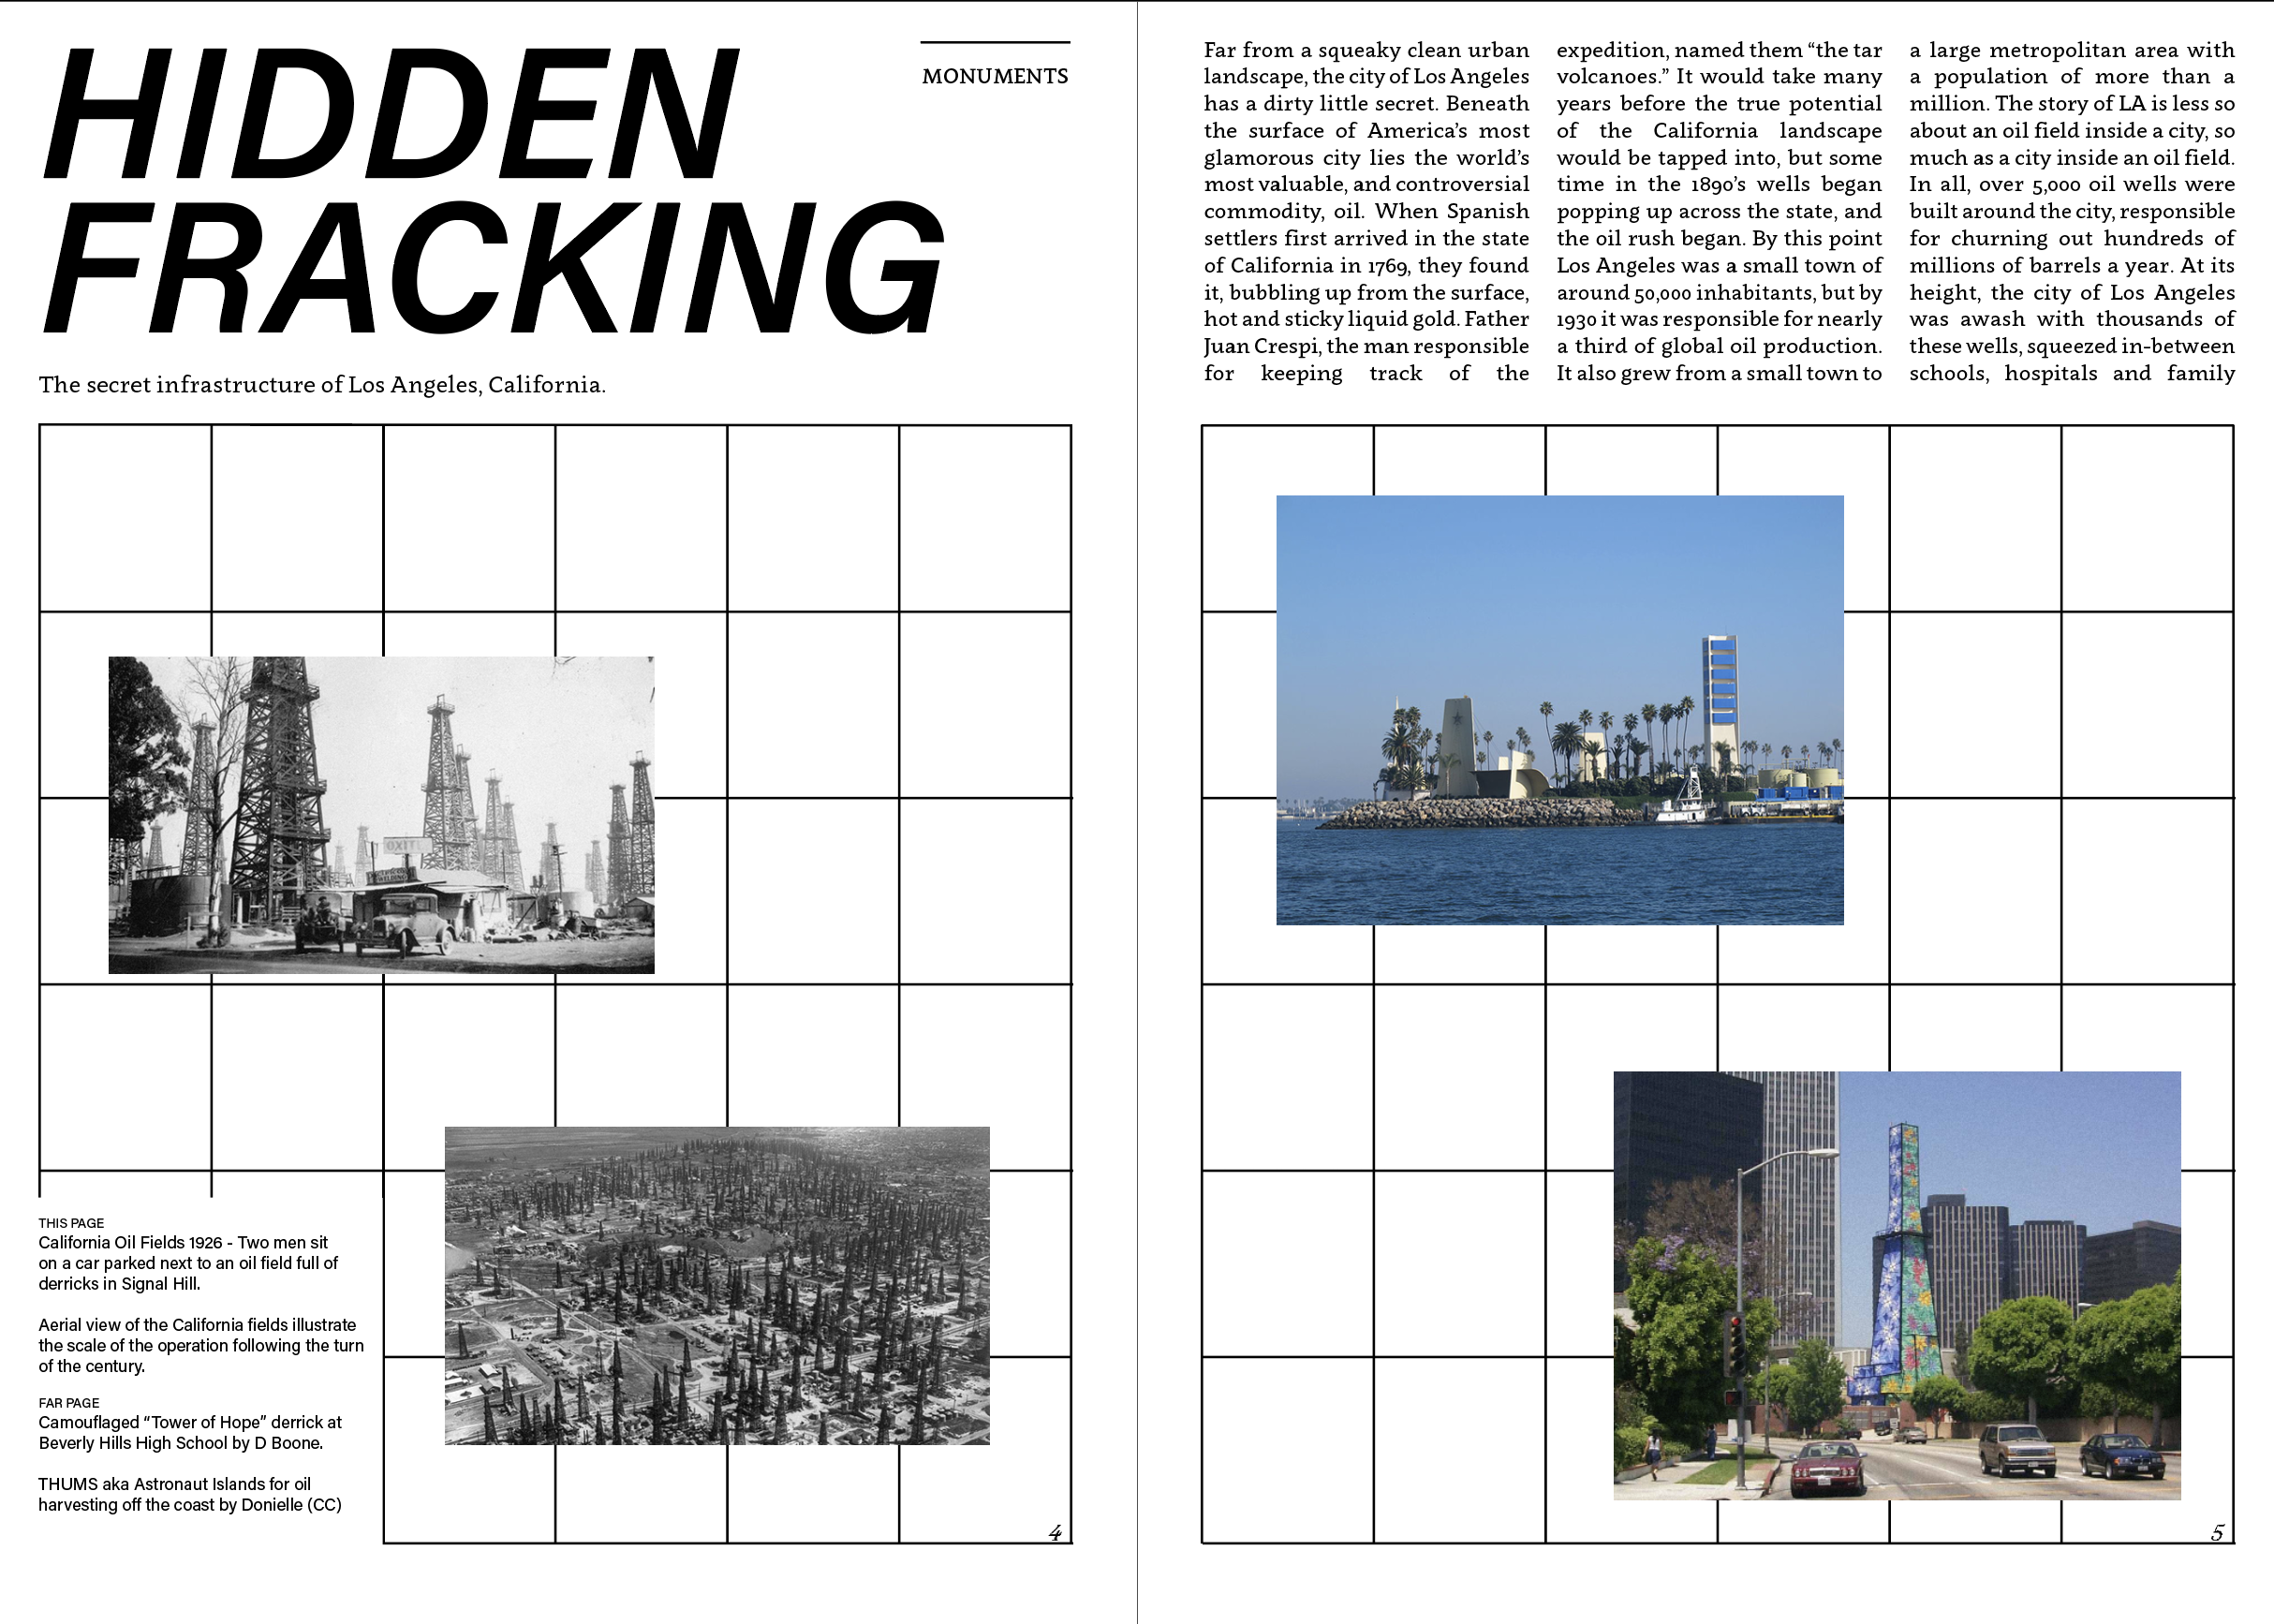 HIDDEN
FRACKING
MONUMENTS
The secret infrastructure of Los Angeles, California.
THIS PAGE
California Oil Fields 1926 - Two men sit
on a car parked next to an oil field full of
derricks in Signal Hill.
Aerial view of the California fields illustrate
the scale of the operation following the turn
of the century.
FAR PAGE
Camouflaged “Tower of Hope” derrick at
Beverly Hills High School by D Boone.
THUMS aka Astronaut Islands for oil
harvesting off the coast by Donielle (CC)
4
Far from a squeaky clean urban
landscape, the city of Los Angeles
has a dirty little secret. Beneath
the surface of America’s most
glamorous city lies the world’s
most valuable, and controversial
commodity, oil. When Spanish
settlers first arrived in the state
of California in 1769, they found
it, bubbling up from the surface,
hot and sticky liquid gold. Father
Juan Crespi, the man responsible
for keeping track of the
expedition, named them “the tar
volcanoes.” It would take many
years before the true potential
of the California landscape
would be tapped into, but some
time in the 1890’s wells began
popping up across the state, and
the oil rush began. By this point
Los Angeles was a small town of
around 50,000 inhabitants, but by
1930 it was responsible for nearly
a third of global oil production.
It also grew from a small town to
a large metropolitan area with
a population of more than a
million. The story of LA is less so
about an oil field inside a city, so
much as a city inside an oil field.
In all, over 5,000 oil wells were
built around the city, responsible
for churning out hundreds of
millions of barrels a year. At its
height, the city of Los Angeles
was awash with thousands of
these wells, squeezed in-between
schools, hospitals and family
5